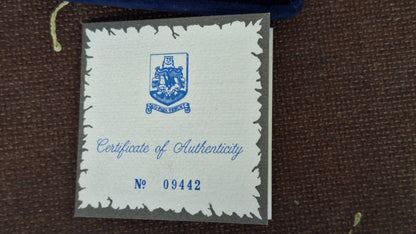 Certificate of Authenticity
Nº 09442